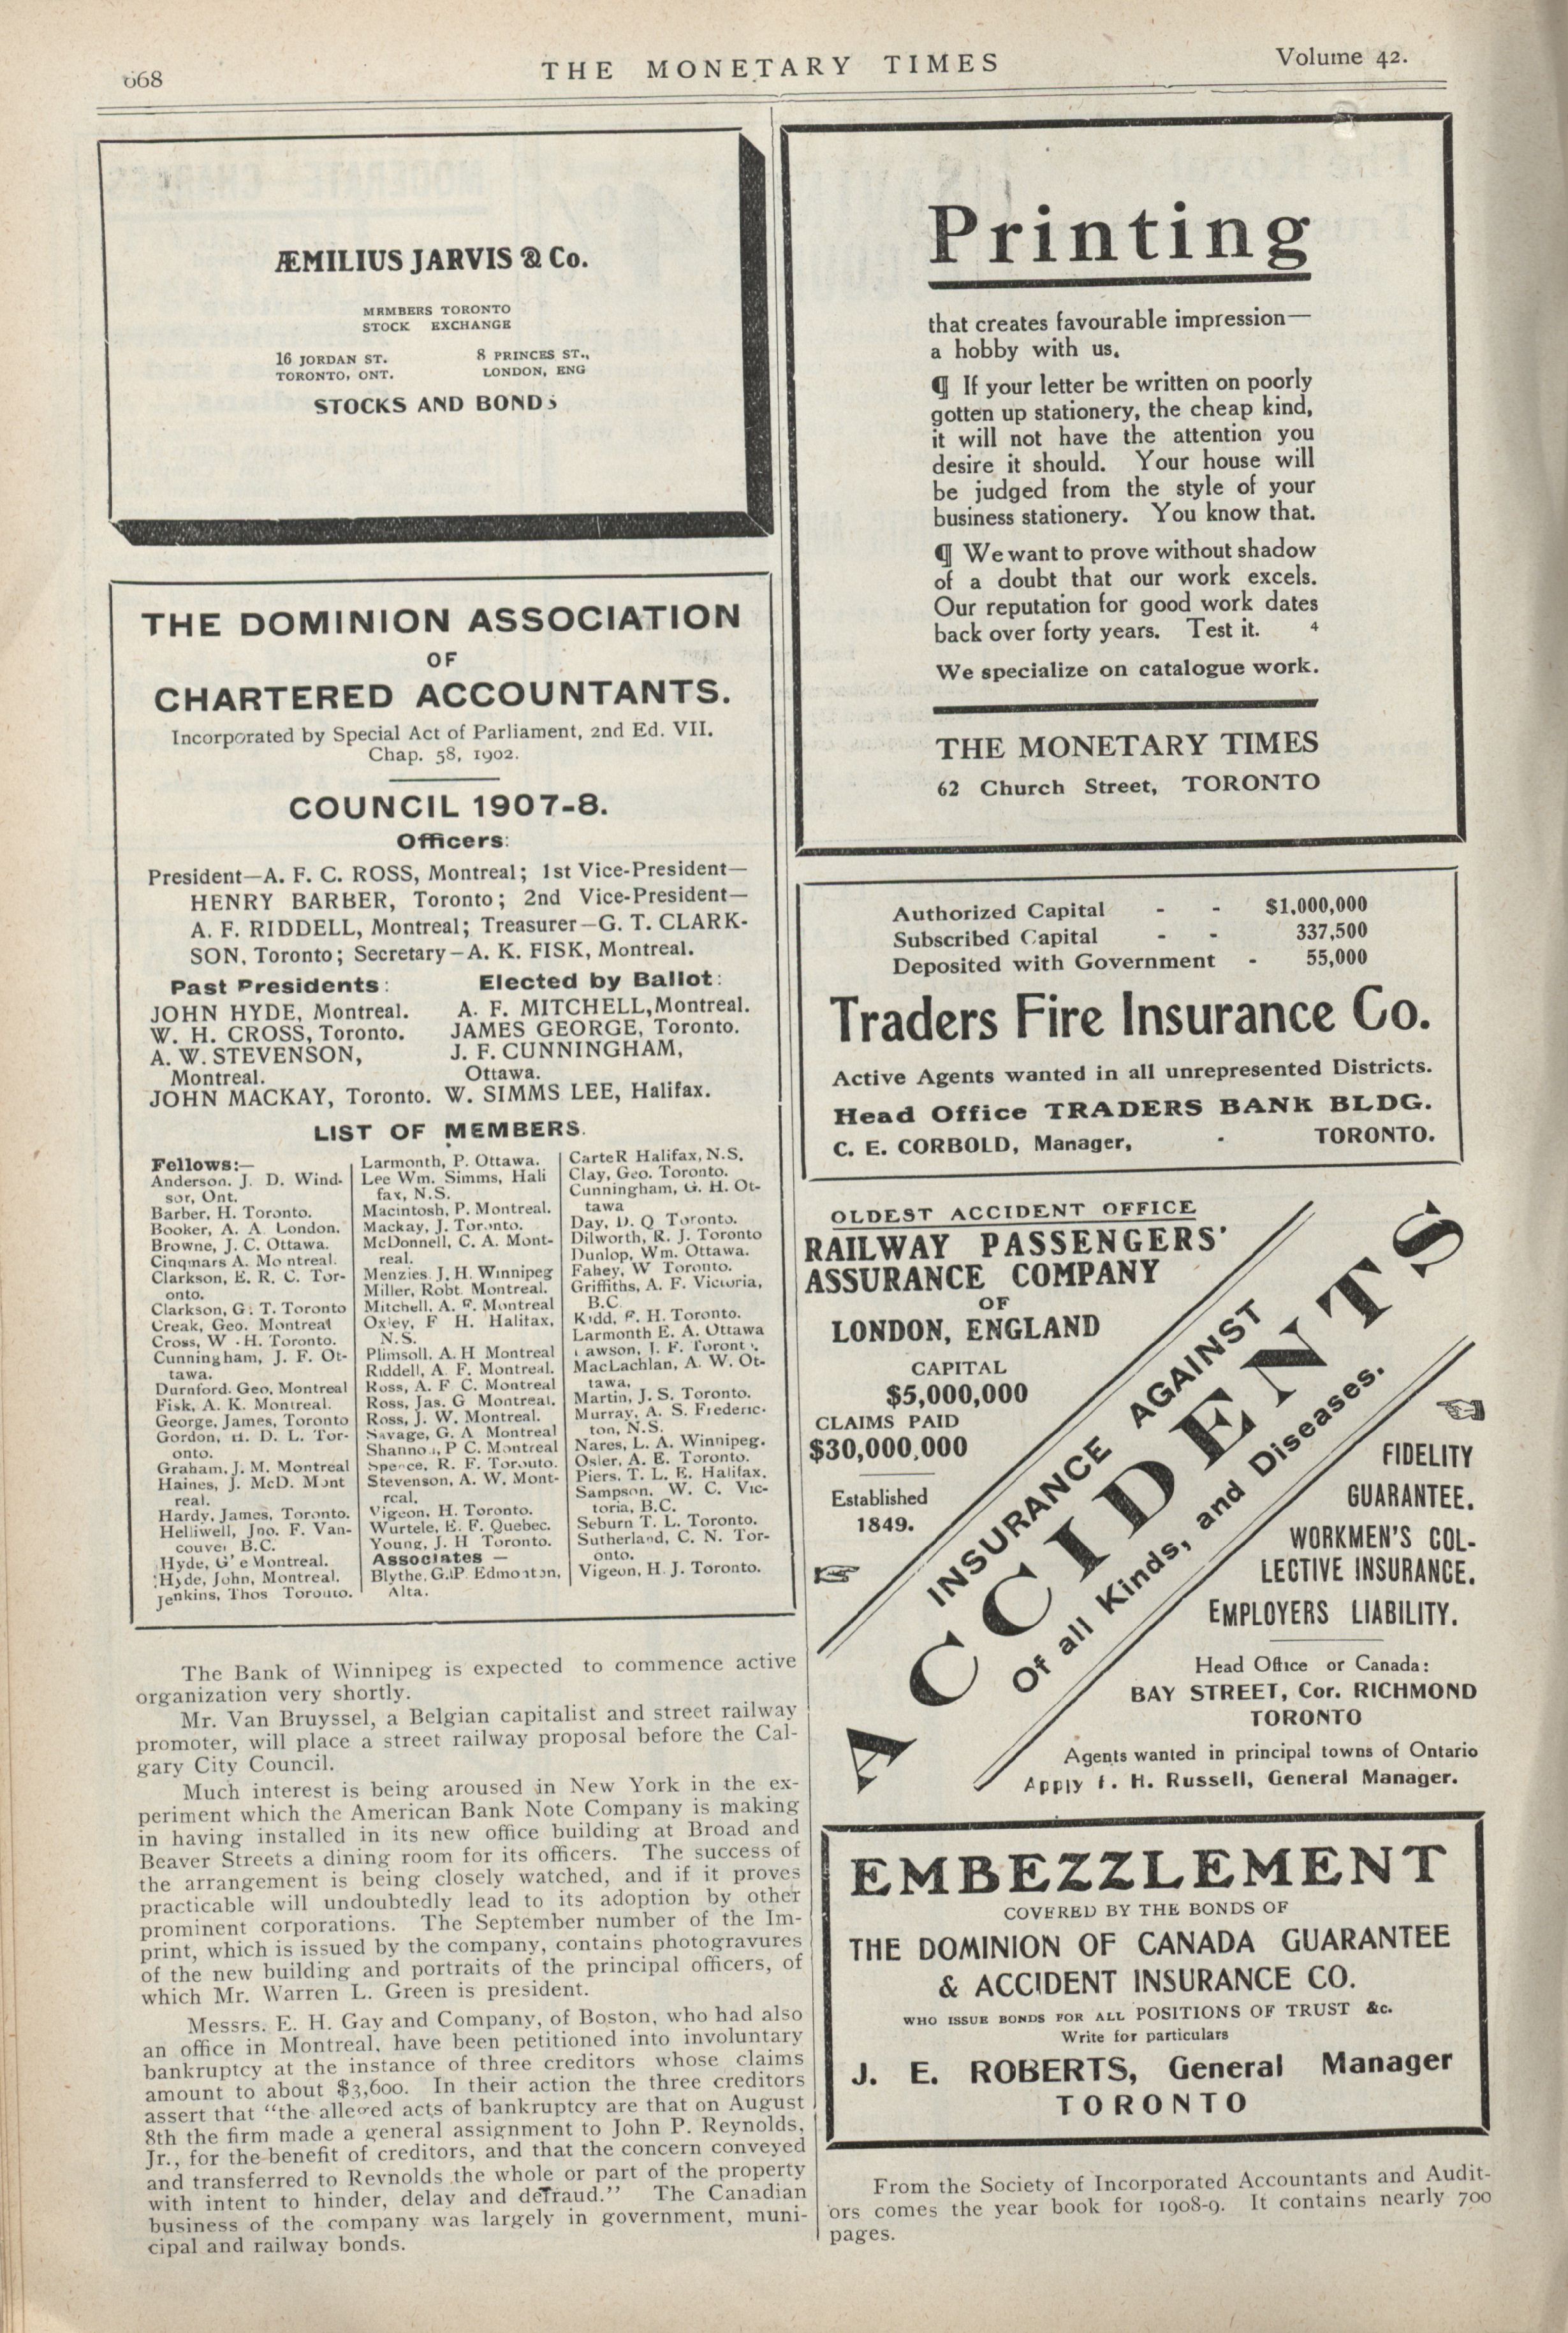 668
THE MONETARY TIMES
Volume 42.
ÆMILIUS JARVIS & Co.
MEMBERS TORONTO
STOCK EXCHANGE
16 JORDAN ST.
TORONTO, ONT.
8 PRINCES ST.,
LONDON, ENG
STOCKS AND BONDS
THE DOMINION ASSOCIATION
OF
CHARTERED ACCOUNTANTS.
Incorporated by Special Act of Parliament, 2nd Ed. VII.
Chap. 58, 1902.
COUNCIL 1907-8.
Officers:
President—A. F. C. ROSS, Montreal; 1st Vice-President—
HENRY BARBER, Toronto; 2nd Vice-President—
A. F. RIDDELL, Montreal; Treasurer—G. T. CLARK-
SON, Toronto; Secretary—A. K. FISK, Montreal.
Past Presidents:
JOHN HYDE, Montreal.
W. H. CROSS, Toronto.
A. W. STEVENSON,
Montreal.
JOHN MACKAY, Toronto.
Elected by Ballot:
A. F. MITCHELL, Montreal.
JAMES GEORGE, Toronto.
J. F. CUNNINGHAM,
Ottawa.
W. SIMMS LEE, Halifax.
LIST OF MEMBERS.
Fellows:—
Anderson. J. D. Wind-
sor, Ont.
Barber, H. Toronto.
Booker, A. A. London.
Browne, J. C. Ottawa.
Cinqmars A. Montreal.
Clarkson, E. R. C. Tor-
onto.
Clarkson, G. T. Toronto
Creak, Geo. Montreal
Cross, W. H. Toronto.
Cunningham, J. F. Ot-
tawa.
Durnford. Geo. Montreal
Fisk, A. K. Montreal.
George, James, Toronto
Gordon, H. D. L. Tor-
onto.
Graham, J. M. Montreal
Haines, J. McD. Mont
real.
Hardy, James, Toronto.
Helliwell, Jno. F. Van-
couver B.C.
Hyde, G' e Montreal.
Hyde, John, Montreal.
Jenkins, Thos Toronto.
Larmonth, P. Ottawa.
Lee Wm. Simms, Hali
fax, N.S.
Macintosh, P. Montreal.
Mackay, J. Toronto.
McDonnell, C. A. Mont-
real.
Menzies. J. H. Winnipeg
Miller, Robt. Montreal.
Mitchell, A. F. Montreal
Oxley, F H. Halifax,
N.S.
Plimsoll, A. H Montreal
Riddell, A. F. Montreal.
Ross, A. F C. Montreal
Ross, Jas. G Montreal.
Ross, J. W. Montreal.
Savage, G. A Montreal
Shannon, P C. Montreal
Spence, R. F. Toronto.
Stevenson, A. W. Mont-
real.
Vigeon, H. Toronto.
Wurtele, E. F. Quebec.
Young, J. H Toronto.
Associates —
Blythe. G. P. Edmonton,
Alta.
CarteR Halifax, N.S.
Clay, Geo. Toronto.
Cunningham, G. H. Ot-
tawa
Day, D. Q Toronto.
Dilworth, R. J. Toronto
Dunlop, Wm. Ottawa.
Fahey, W Toronto.
Griffiths, A. F. Victoria,
B.C.
Kidd, F. H. Toronto.
Larmonth E. A. Ottawa
Lawson, J. F. Toronto.
MacLachlan, A. W. Ot-
tawa.
Martin, J. S. Toronto.
Murray, A. S. Frederic-
ton, N.S.
Nares, L. A. Winnipeg.
Osler, A. E. Toronto.
Piers, T. L. E. Halifax.
Sampson, W. C. Vic-
toria, B.C.
Seburn T. L. Toronto.
Sutherland, C. N. Tor-
onto.
Vigeon, H. J. Toronto.
The Bank of Winnipeg is expected to commence active
organization very shortly.
Mr. Van Bruyssel, a Belgian capitalist and street railway
promoter, will place a street railway proposal before the Cal-
gary City Council.
Much interest is being aroused in New York in the ex-
periment which the American Bank Note Company is making
in having installed in its new office building at Broad and
Beaver Streets a dining room for its officers. The success of
the arrangement is being closely watched, and if it proves
practicable will undoubtedly lead to its adoption by other
prominent corporations. The September number of the Im-
print, which is issued by the company, contains photogravures
of the new building and portraits of the principal officers, of
which Mr. Warren L. Green is president.
Messrs. E. H. Gay and Company, of Boston, who had also
an office in Montreal, have been petitioned into involuntary
bankruptcy at the instance of three creditors whose claims
amount to about $3,600. In their action the three creditors
assert that "the alleged acts of bankruptcy are that on August
8th the firm made a general assignment to John P. Reynolds,
Jr., for the benefit of creditors, and that the concern conveyed
and transferred to Reynolds the whole or part of the property
with intent to hinder, delay and defraud." The Canadian
business of the company was largely in government, muni-
cipal and railway bonds.
Printing
that creates favourable impression—
a hobby with us.
¶ If your letter be written on poorly
gotten up stationery, the cheap kind,
it will not have the attention you
desire it should. Your house will
be judged from the style of your
business stationery. You know that.
¶ We want to prove without shadow
of a doubt that our work excels.
Our reputation for good work dates
back over forty years. Test it. 4
We specialize on catalogue work.
THE MONETARY TIMES
62 Church Street, TORONTO
Authorized Capital - - $1,000,000
Subscribed Capital - - 337,500
Deposited with Government - 55,000
Traders Fire Insurance Co.
Active Agents wanted in all unrepresented Districts.
Head Office TRADERS BANK BLDG.
C. E. CORBOLD, Manager, - TORONTO.
OLDEST ACCIDENT OFFICE
RAILWAY PASSENGERS'
ASSURANCE COMPANY
OF
LONDON, ENGLAND
CAPITAL
$5,000,000
CLAIMS PAID
$30,000,000
Established
1849.
INSURANCE AGAINST
ACCIDENTS
Of all Kinds, and Diseases.
FIDELITY
GUARANTEE.
WORKMEN'S COL-
LECTIVE INSURANCE.
EMPLOYERS LIABILITY.
Head Office or Canada:
BAY STREET, Cor. RICHMOND
TORONTO
Agents wanted in principal towns of Ontario
Apply F. H. Russell, General Manager.
EMBEZZLEMENT
COVERED BY THE BONDS OF
THE DOMINION OF CANADA GUARANTEE
& ACCIDENT INSURANCE CO.
WHO ISSUE BONDS FOR ALL POSITIONS OF TRUST &c.
Write for particulars
J. E. ROBERTS, General Manager
TORONTO
From the Society of Incorporated Accountants and Audit-
ors comes the year book for 1908-9. It contains nearly 700
pages.